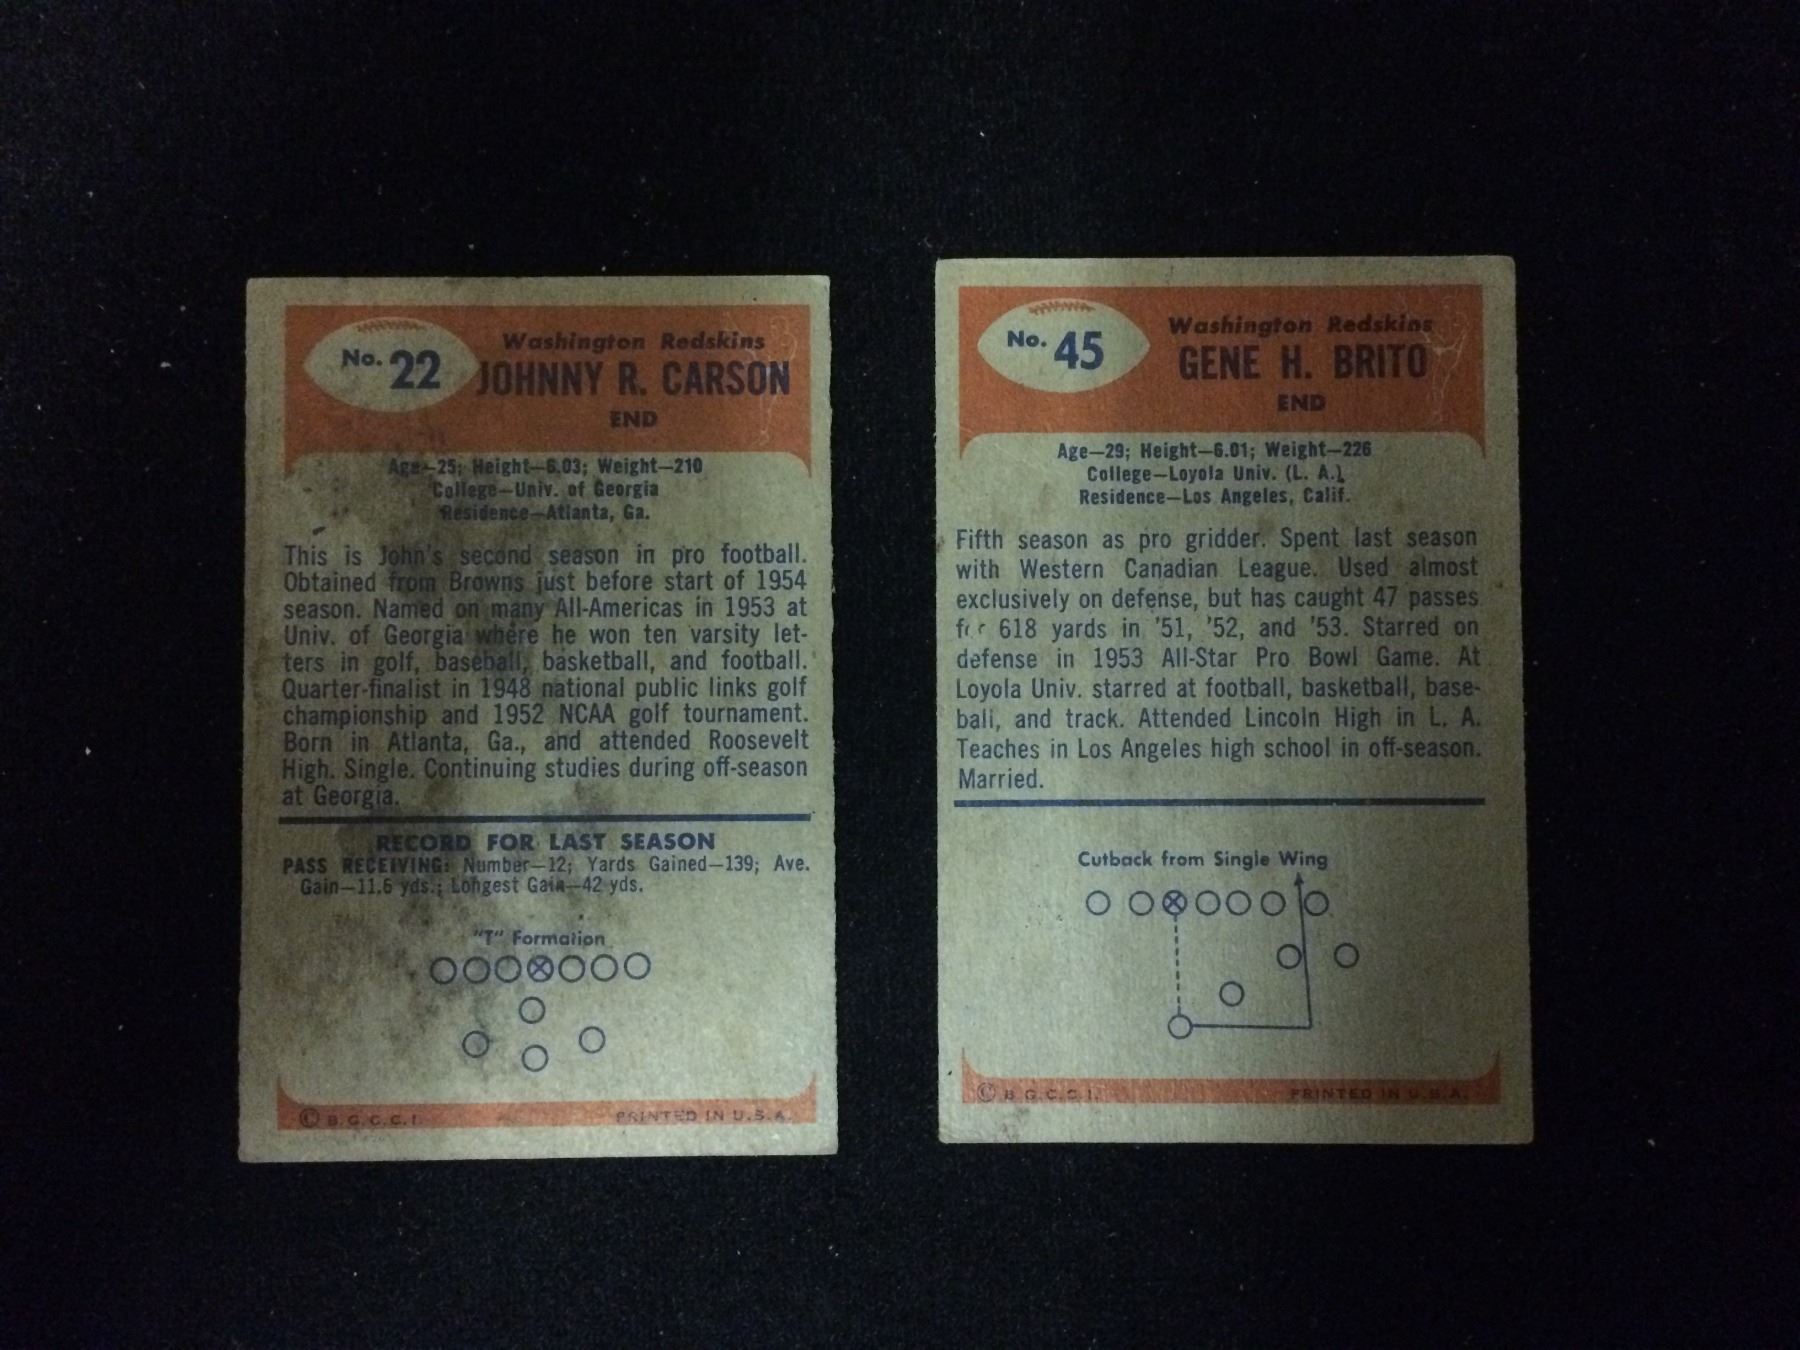 No. 22
Washington Redskins
JOHNNY R. CARSON
END
Age—25; Height—6.03; Weight—210
College—Univ. of Georgia
Residence—Atlanta, Ga.
This is John's second season in pro football.
Obtained from Browns just before start of 1954
season. Named on many All-Americas in 1953 at
Univ. of Georgia where he won ten varsity let-
ters in golf, baseball, basketball, and football.
Quarter-finalist in 1948 national public links golf
championship and 1952 NCAA golf tournament.
Born in Atlanta, Ga., and attended Roosevelt
High. Single. Continuing studies during off-season
at Georgia.
RECORD FOR LAST SEASON
PASS RECEIVING: Number—12; Yards Gained—139; Ave.
Gain—11.6 yds.; Longest Gain—42 yds.
"T" Formation
© B.G.C.C.I. PRINTED IN U.S.A.
No. 45
Washington Redskins
GENE H. BRITO
END
Age—29; Height—6.01; Weight—226
College—Loyola Univ. (L. A.)
Residence—Los Angeles, Calif.
Fifth season as pro gridder. Spent last season
with Western Canadian League. Used almost
exclusively on defense, but has caught 47 passes
for 618 yards in '51, '52, and '53. Starred on
defense in 1953 All-Star Pro Bowl Game. At
Loyola Univ. starred at football, basketball, base-
ball, and track. Attended Lincoln High in L. A.
Teaches in Los Angeles high school in off-season.
Married.
Cutback from Single Wing
© B.G.C.C.I. PRINTED IN U.S.A.